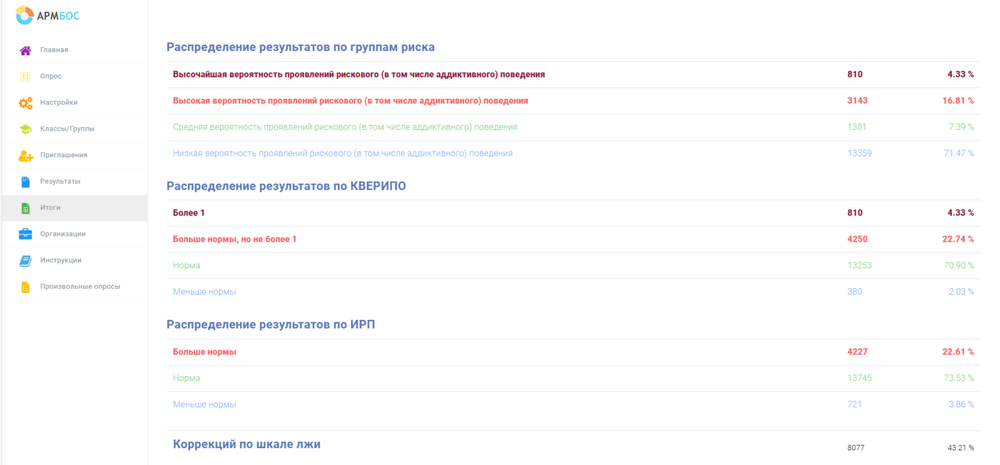 АРМБОС
Главная
Опрос
Настройки
Классы/Группы
Приглашения
Результаты
Итоги
Организации
Инструкции
Произвольные опросы
Распределение результатов по группам риска
Высочайшая вероятность проявлений рискового (в том числе аддиктивного) поведения 810 4.33 %
Высокая вероятность проявлений рискового (в том числе аддиктивного) поведения 3143 16.81 %
Средняя вероятность проявлений рискового (в том числе аддиктивного) поведения 1381 7.39 %
Низкая вероятность проявлений рискового (в том числе аддиктивного) поведения 13359 71.47 %
Распределение результатов по КВЕРИПО
Более 1 810 4.33 %
Больше нормы, но не более 1 4250 22.74 %
Норма 13253 70.90 %
Меньше нормы 380 2.03 %
Распределение результатов по ИРП
Больше нормы 4227 22.61 %
Норма 13745 73.53 %
Меньше нормы 721 3.86 %
Коррекций по шкале лжи 8077 43.21 %